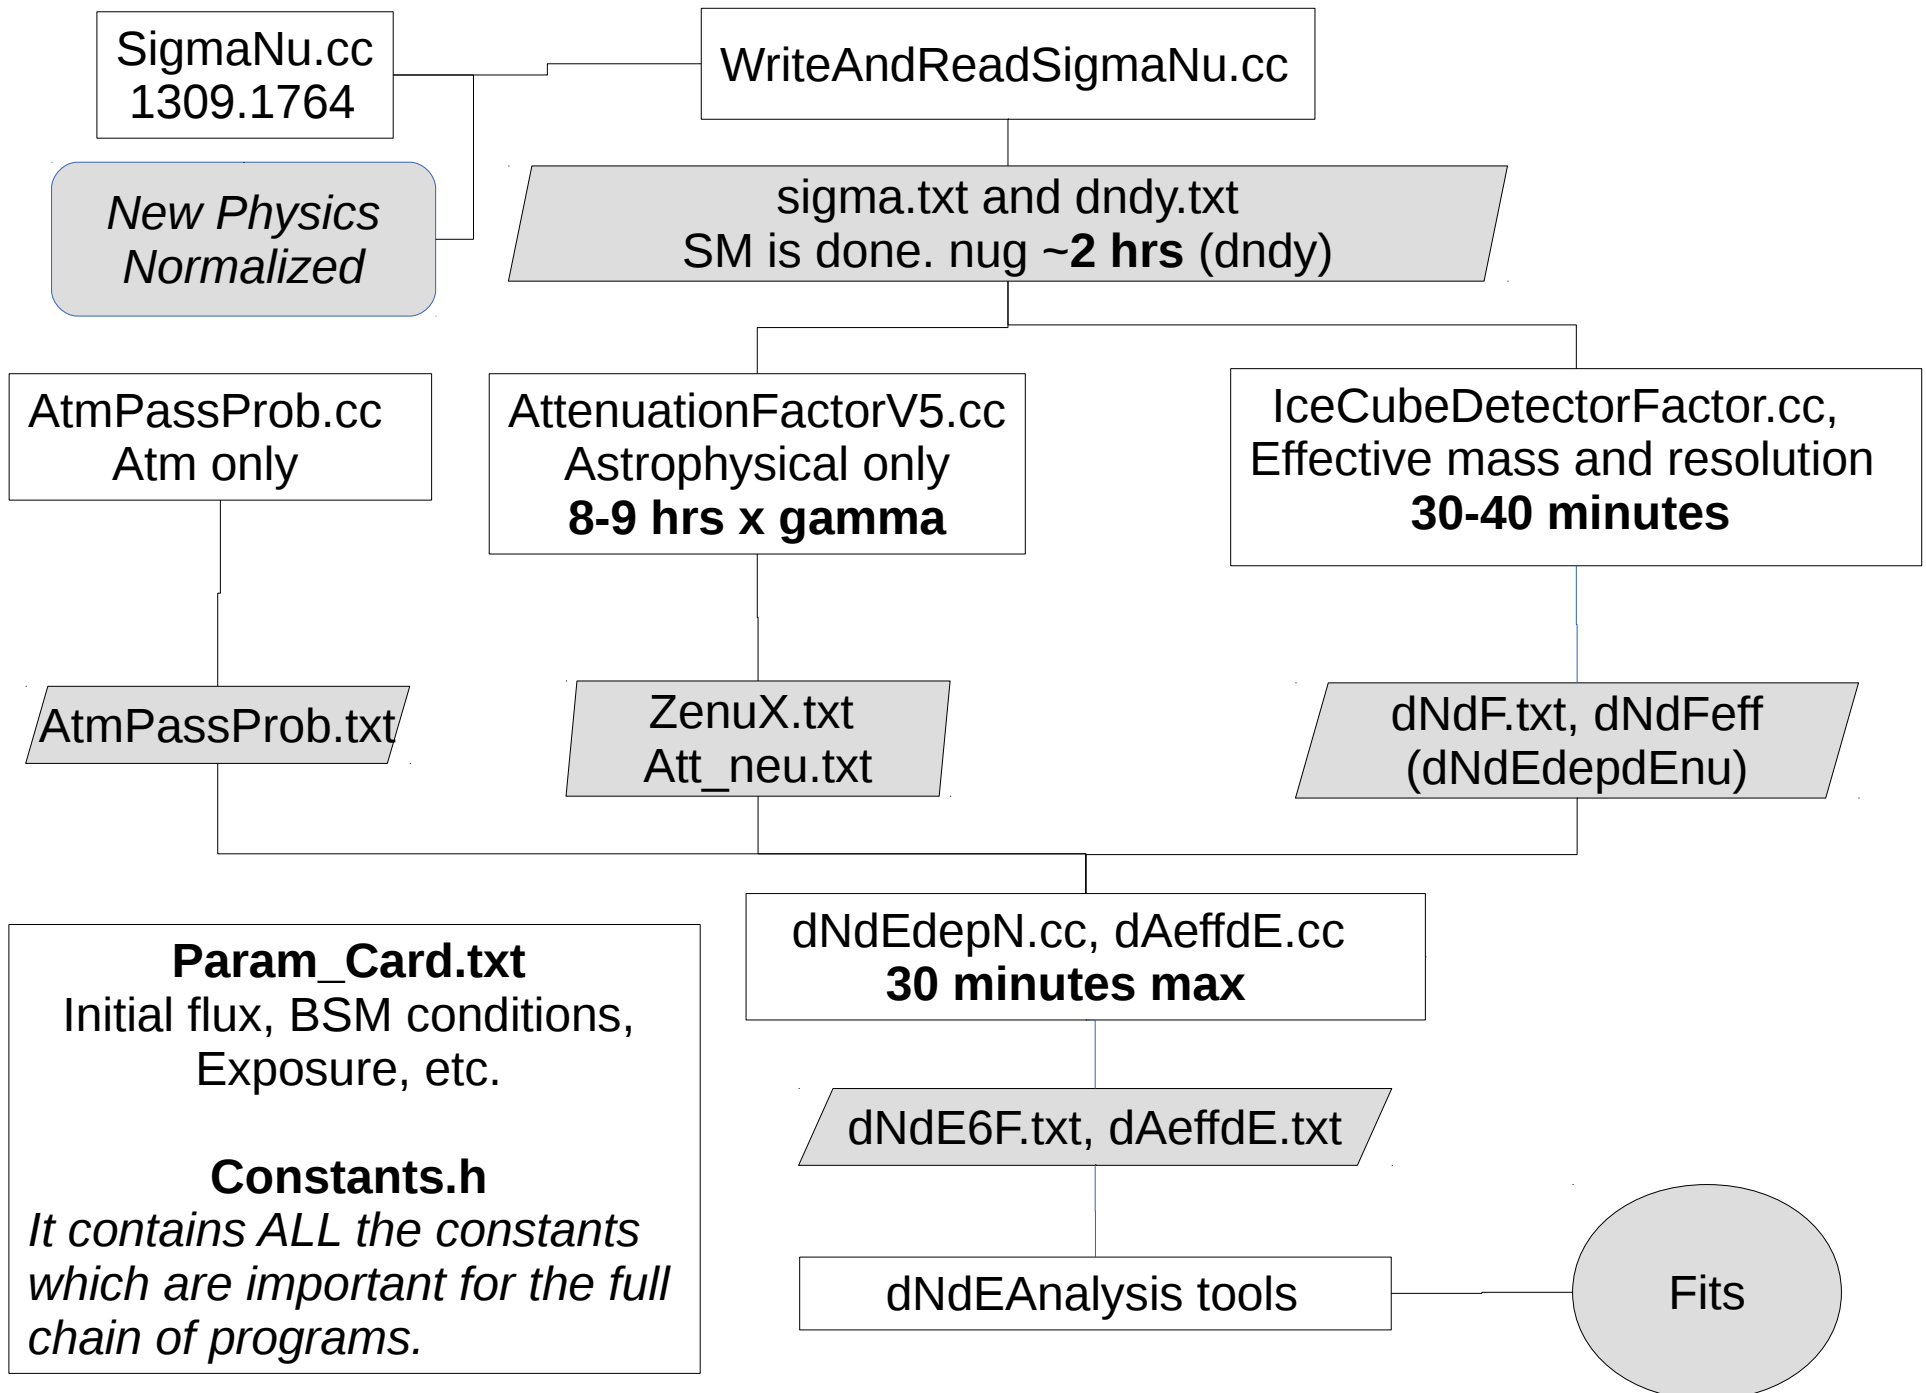 SigmaNu.cc
1309.1764
WriteAndReadSigmaNu.cc
New Physics
Normalized
sigma.txt and dndy.txt
SM is done. nug ~2 hrs (dndy)
AtmPassProb.cc
Atm only
AttenuationFactorV5.cc
Astrophysical only
8-9 hrs x gamma
IceCubeDetectorFactor.cc,
Effective mass and resolution
30-40 minutes
AtmPassProb.txt
ZenuX.txt
Att_neu.txt
dNdF.txt, dNdFeff
(dNdEdepdEnu)
dNdEdepN.cc, dAeffdE.cc
30 minutes max
Param_Card.txt
Initial flux, BSM conditions,
Exposure, etc.
Constants.h
It contains ALL the constants
which are important for the full
chain of programs.
dNdE6F.txt, dAeffdE.txt
dNdEAnalysis tools
Fits